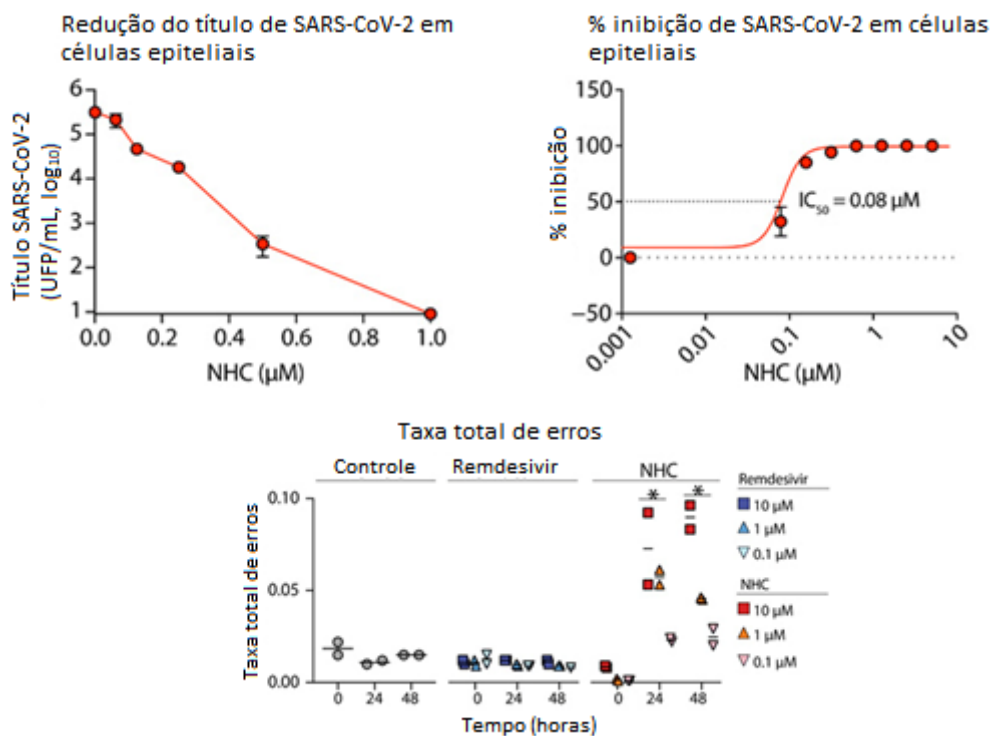 Redução do título de SARS-CoV-2 em
células epiteliais
Título SARS-CoV-2
(UFP/mL, log₁₀)
6
5
4
3
2
1
0.0 0.2 0.4 0.6 0.8 1.0
NHC (µM)
% inibição de SARS-CoV-2 em células
epiteliais
% inibição
150
100
50
0
−50
IC₅₀ = 0.08 µM
0.001 0.01 0.1 1 10
NHC (µM)
Taxa total de erros
Controle Remdesivir NHC
Taxa total de erros
0.10
0.05
0.00
* *
0 24 48 0 24 48 0 24 48
Tempo (horas)
Remdesivir
10 µM
1 µM
0.1 µM
NHC
10 µM
1 µM
0.1 µM